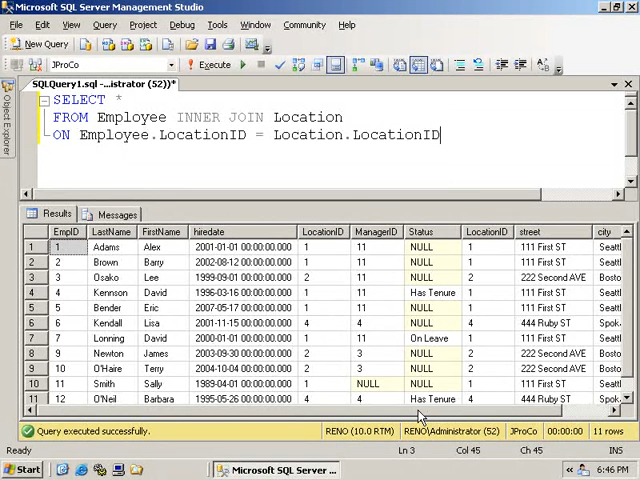 Microsoft SQL Server Management Studio
File Edit View Query Project Debug Tools Window Community Help
New Query
JProCo Execute
SQLQuery1.sql -...istrator (52))*
Object Explorer
SELECT *
FROM Employee INNER JOIN Location
ON Employee.LocationID = Location.LocationID
Results Messages
EmpID LastName FirstName hiredate LocationID ManagerID Status LocationID street city
1 1 Adams Alex 2001-01-01 00:00:00.000 1 11 NULL 1 111 First ST Seattl
2 2 Brown Barry 2002-08-12 00:00:00.000 1 11 NULL 1 111 First ST Seattl
3 3 Osako Lee 1999-09-01 00:00:00.000 2 11 NULL 2 222 Second AVE Bosto
4 4 Kennson David 1996-03-16 00:00:00.000 1 11 Has Tenure 1 111 First ST Seattl
5 5 Bender Eric 2007-05-17 00:00:00.000 1 11 NULL 1 111 First ST Seattl
6 6 Kendall Lisa 2001-11-15 00:00:00.000 4 4 NULL 4 444 Ruby ST Spok
7 7 Lonning David 2000-01-01 00:00:00.000 1 11 On Leave 1 111 First ST Seattl
8 9 Newton James 2003-09-30 00:00:00.000 2 3 NULL 2 222 Second AVE Bosto
9 10 O'Haire Terry 2004-10-04 00:00:00.000 2 3 NULL 2 222 Second AVE Bosto
10 11 Smith Sally 1989-04-01 00:00:00.000 1 NULL NULL 1 111 First ST Seattl
11 12 O'Neil Barbara 1995-05-26 00:00:00.000 4 4 Has Tenure 4 444 Ruby ST Spok
Query executed successfully. RENO (10.0 RTM) RENO\Administrator (52) JProCo 00:00:00 11 rows
Ready Ln 3 Col 45 Ch 45 INS
Start Microsoft SQL Server ... 6:46 PM